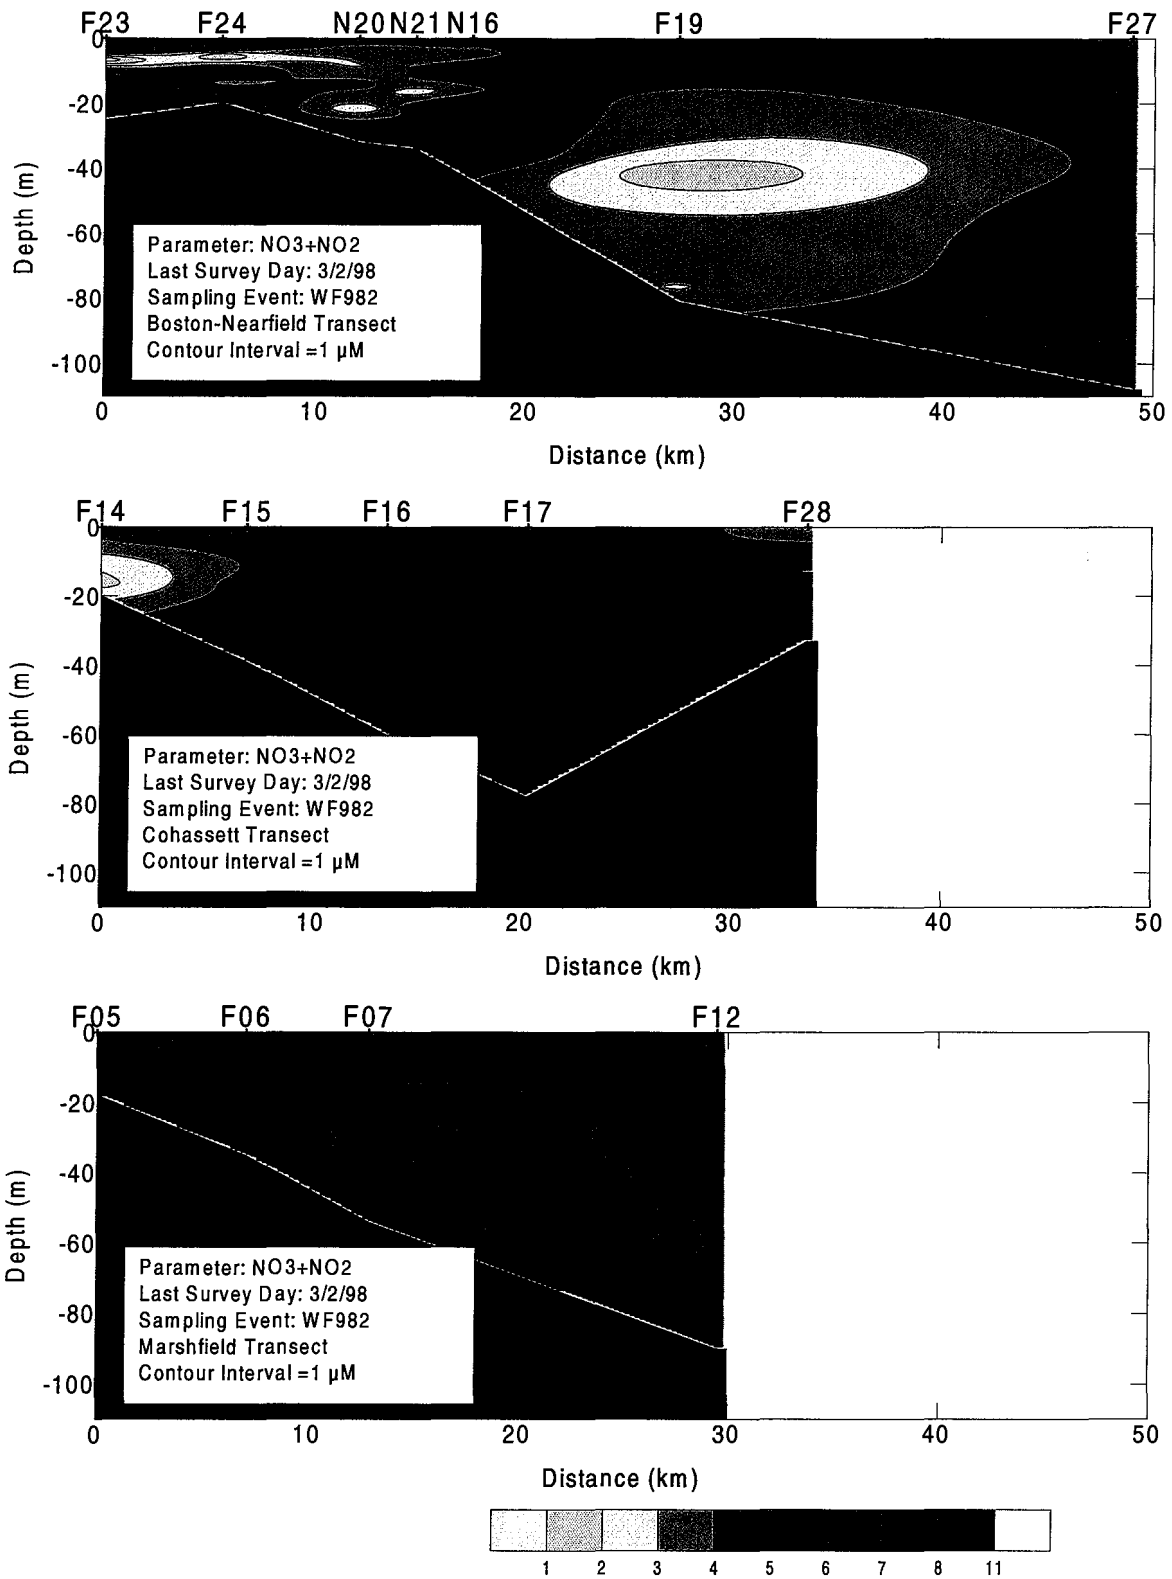 F23 F24 N20 N21 N16 F19 F27
0
-20
-40
-60
-80
-100
Depth (m)
Parameter: NO3+NO2
Last Survey Day: 3/2/98
Sampling Event: WF982
Boston-Nearfield Transect
Contour Interval =1 µM
0 10 20 30 40 50
Distance (km)
F14 F15 F16 F17 F28
0
-20
-40
-60
-80
-100
Depth (m)
Parameter: NO3+NO2
Last Survey Day: 3/2/98
Sampling Event: WF982
Cohassett Transect
Contour Interval =1 µM
0 10 20 30 40 50
Distance (km)
F05 F06 F07 F12
0
-20
-40
-60
-80
-100
Depth (m)
Parameter: NO3+NO2
Last Survey Day: 3/2/98
Sampling Event: WF982
Marshfield Transect
Contour Interval =1 µM
0 10 20 30 40 50
Distance (km)
1 2 3 4 5 6 7 8 11